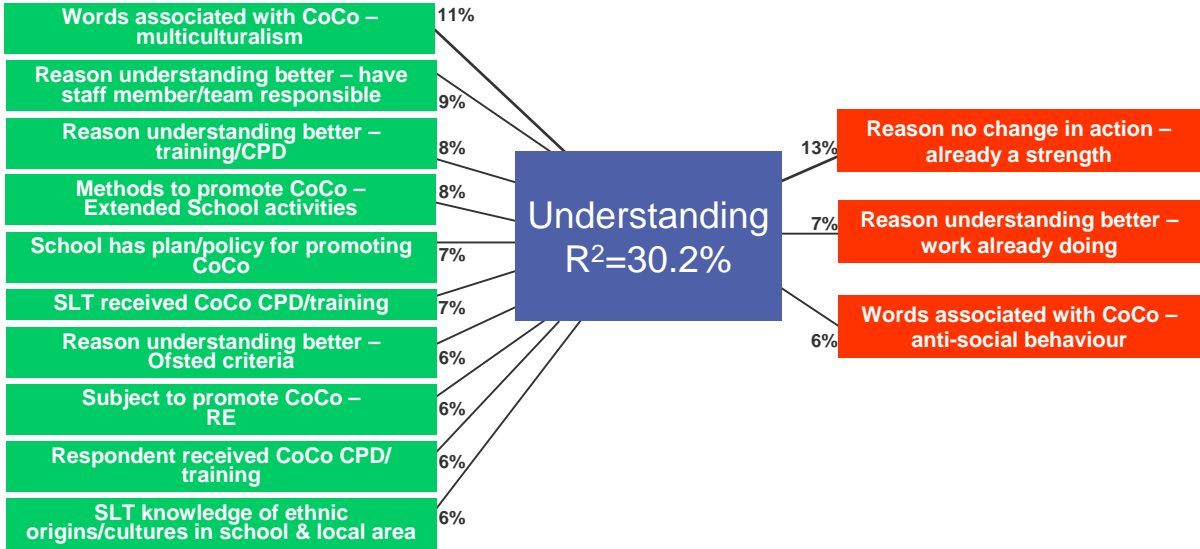 Words associated with CoCo –
multiculturalism
11%
Reason understanding better – have
staff member/team responsible
9%
Reason understanding better –
training/CPD
8%
Methods to promote CoCo –
Extended School activities
8%
School has plan/policy for promoting
CoCo
7%
SLT received CoCo CPD/training
7%
Reason understanding better –
Ofsted criteria
6%
Subject to promote CoCo –
RE
6%
Respondent received CoCo CPD/
training
6%
SLT knowledge of ethnic
origins/cultures in school & local area
6%
Understanding
R²=30.2%
13%
Reason no change in action –
already a strength
7%
Reason understanding better –
work already doing
6%
Words associated with CoCo –
anti-social behaviour